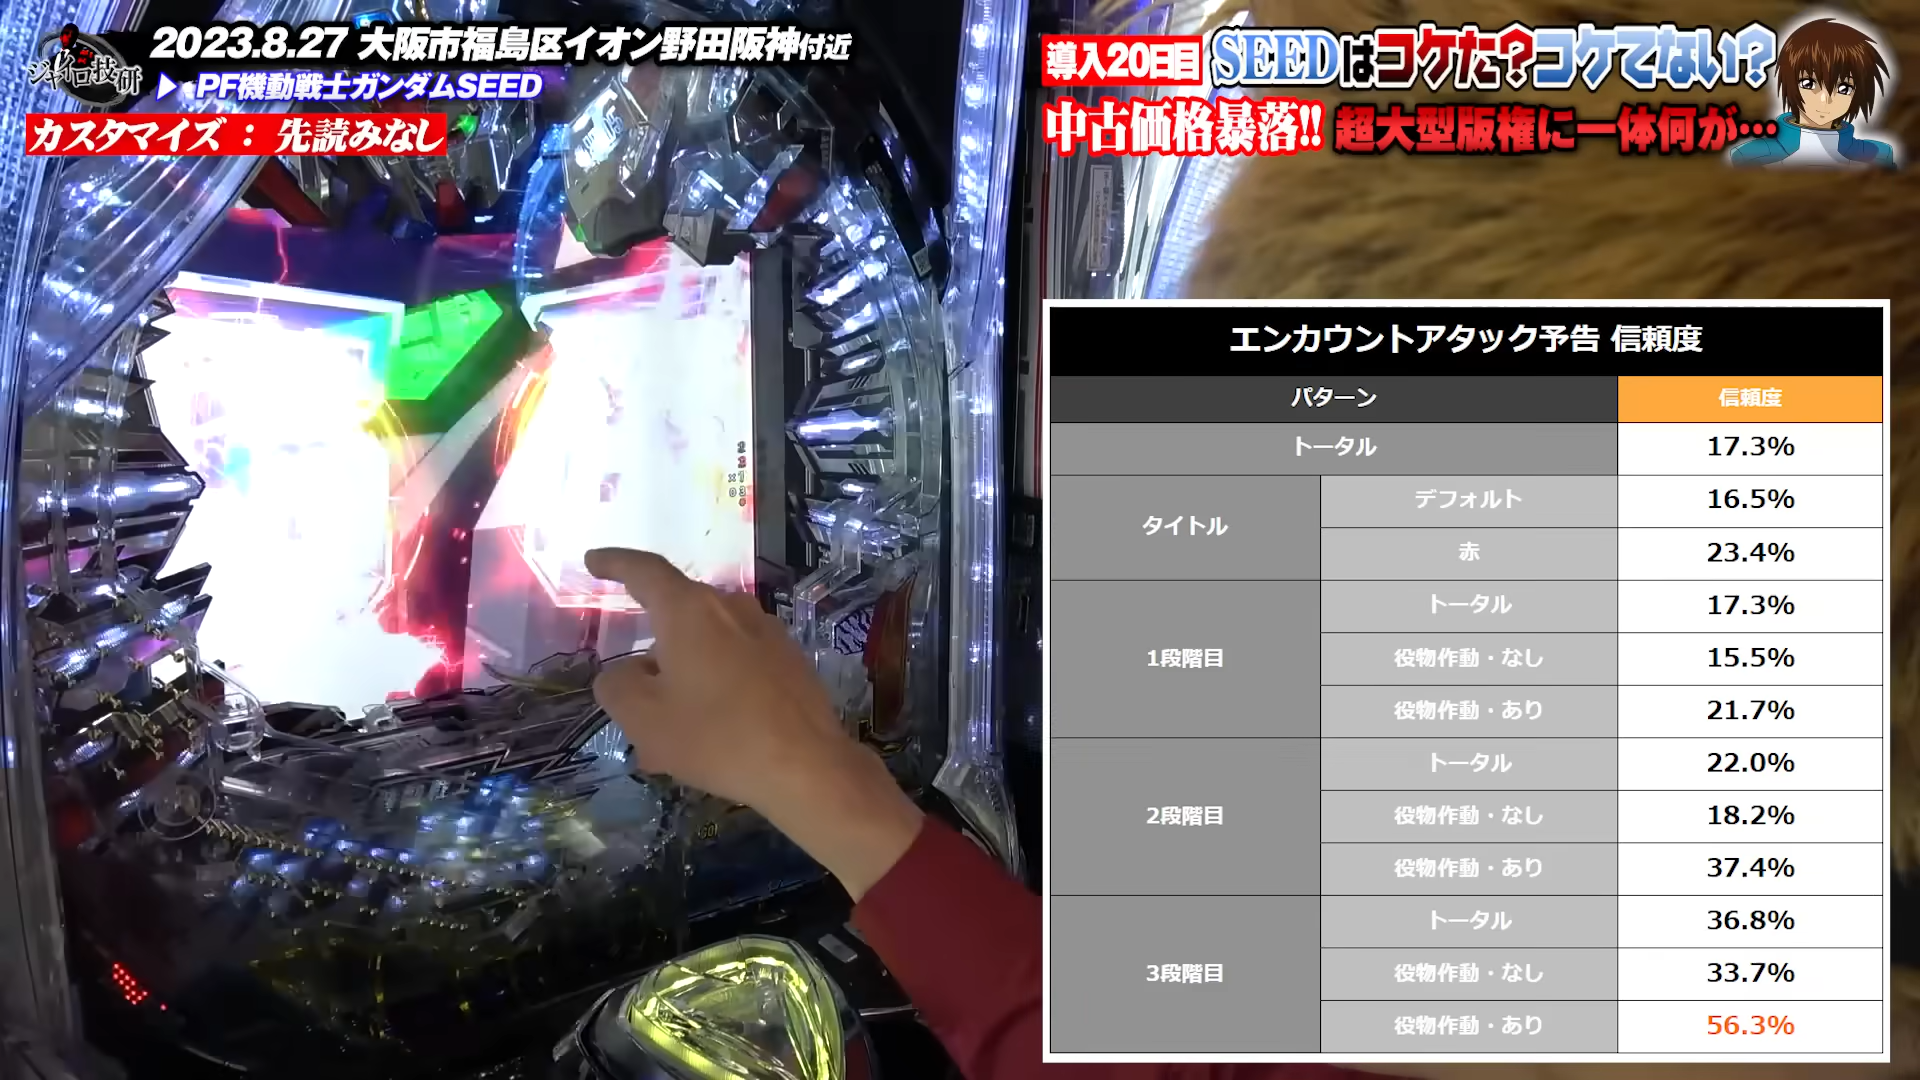 ジャイロ技研
2023.8.27 大阪市福島区イオン野田阪神付近
▶ PF機動戦士ガンダムSEED
カスタマイズ : 先読みなし
導入20日目 SEEDはコケた?コケてない?
中古価格暴落!! 超大型版権に一体何が…
エンカウントアタック予告 信頼度
パターン 信頼度
トータル 17.3%
タイトル デフォルト 16.5%
赤 23.4%
1段階目 トータル 17.3%
役物作動・なし 15.5%
役物作動・あり 21.7%
2段階目 トータル 22.0%
役物作動・なし 18.2%
役物作動・あり 37.4%
3段階目 トータル 36.8%
役物作動・なし 33.7%
役物作動・あり 56.3%